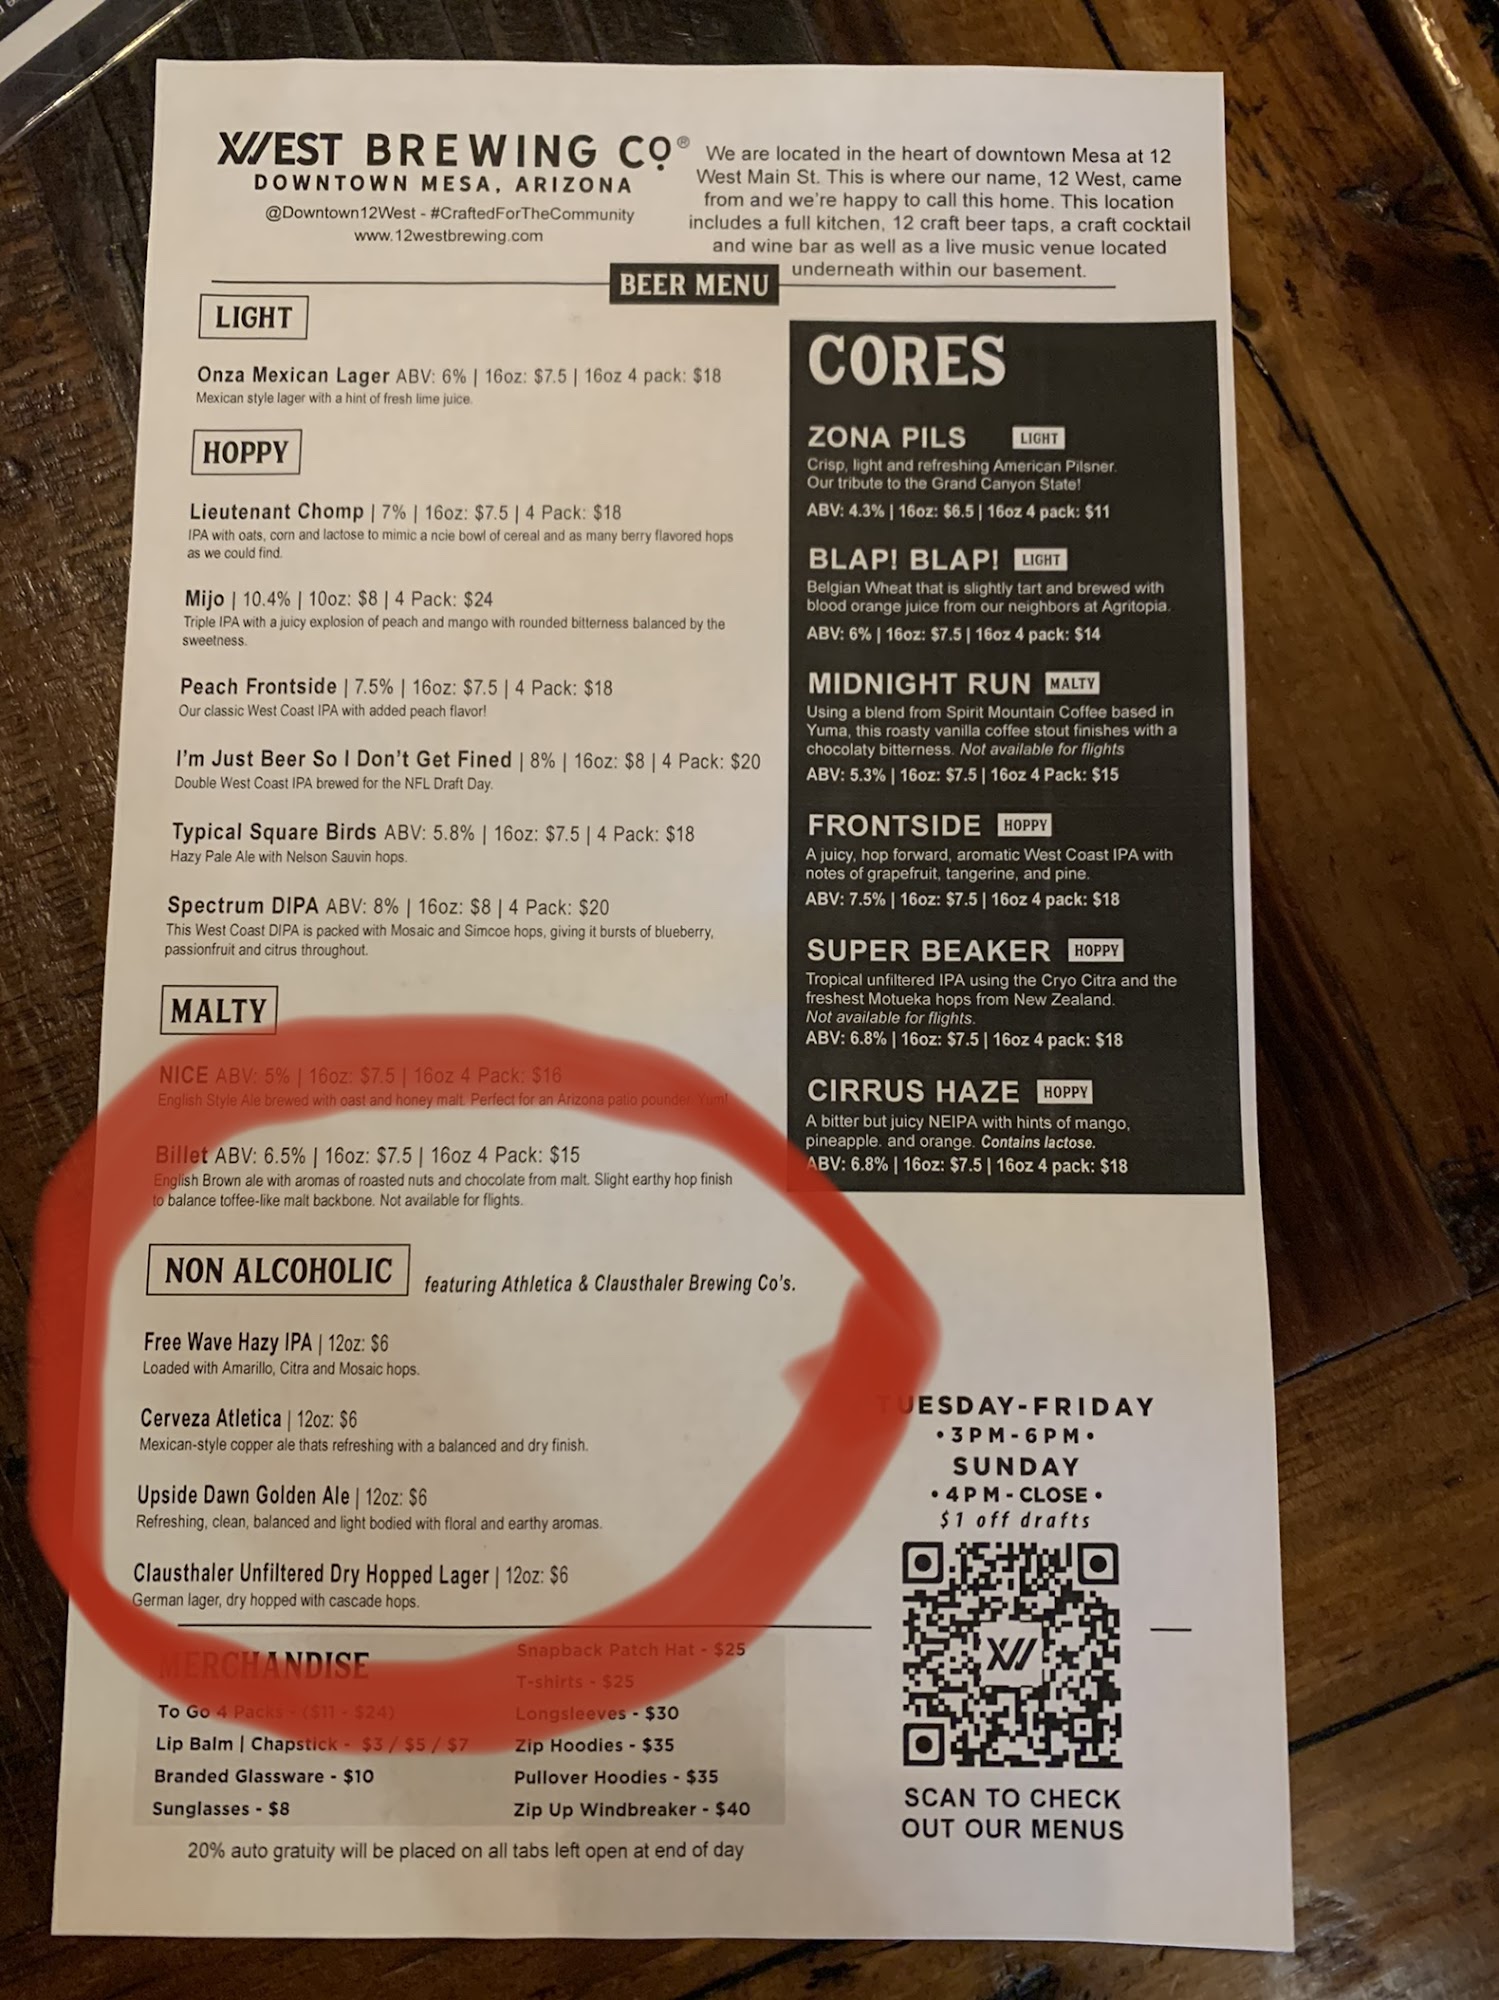 XWEST BREWING CO®
DOWNTOWN MESA, ARIZONA
@Downtown12West - #CraftedForTheCommunity
www.12westbrewing.com
We are located in the heart of downtown Mesa at 12
West Main St. This is where our name, 12 West, came
from and we're happy to call this home. This location
includes a full kitchen, 12 craft beer taps, a craft cocktail
and wine bar as well as a live music venue located
underneath within our basement.
BEER MENU
LIGHT
Onza Mexican Lager ABV: 6% | 16oz: $7.5 | 16oz 4 pack: $18
Mexican style lager with a hint of fresh lime juice.
HOPPY
Lieutenant Chomp | 7% | 16oz: $7.5 | 4 Pack: $18
IPA with oats, corn and lactose to mimic a ncie bowl of cereal and as many berry flavored hops
as we could find.
Mijo | 10.4% | 10oz: $8 | 4 Pack: $24
Triple IPA with a juicy explosion of peach and mango with rounded bitterness balanced by the
sweetness.
Peach Frontside | 7.5% | 16oz: $7.5 | 4 Pack: $18
Our classic West Coast IPA with added peach flavor!
I'm Just Beer So I Don't Get Fined | 8% | 16oz: $8 | 4 Pack: $20
Double West Coast IPA brewed for the NFL Draft Day.
Typical Square Birds ABV: 5.8% | 16oz: $7.5 | 4 Pack: $18
Hazy Pale Ale with Nelson Sauvin hops.
Spectrum DIPA ABV: 8% | 16oz: $8 | 4 Pack: $20
This West Coast DIPA is packed with Mosaic and Simcoe hops, giving it bursts of blueberry,
passionfruit and citrus throughout.
MALTY
NICE ABV: 5% | 16oz: $7.5 | 16oz 4 Pack: $16
English Style Ale brewed with oast and honey malt. Perfect for an Arizona patio pounder. Yum!
Billet ABV: 6.5% | 16oz: $7.5 | 16oz 4 Pack: $15
English Brown ale with aromas of roasted nuts and chocolate from malt. Slight earthy hop finish
to balance toffee-like malt backbone. Not available for flights.
NON ALCOHOLIC featuring Athletica & Clausthaler Brewing Co's.
Free Wave Hazy IPA | 12oz: $6
Loaded with Amarillo, Citra and Mosaic hops.
Cerveza Atletica | 12oz: $6
Mexican-style copper ale thats refreshing with a balanced and dry finish.
Upside Dawn Golden Ale | 12oz: $6
Refreshing, clean, balanced and light bodied with floral and earthy aromas.
Clausthaler Unfiltered Dry Hopped Lager | 12oz: $6
German lager, dry hopped with cascade hops.
MERCHANDISE
To Go 4 Packs - ($11 - $24)
Lip Balm | Chapstick - $3 / $5 / $7
Branded Glassware - $10
Sunglasses - $8
Snapback Patch Hat - $25
T-shirts - $25
Longsleeves - $30
Zip Hoodies - $35
Pullover Hoodies - $35
Zip Up Windbreaker - $40
20% auto gratuity will be placed on all tabs left open at end of day
CORES
ZONA PILS LIGHT
Crisp, light and refreshing American Pilsner.
Our tribute to the Grand Canyon State!
ABV: 4.3% | 16oz: $6.5 | 16oz 4 pack: $11
BLAP! BLAP! LIGHT
Belgian Wheat that is slightly tart and brewed with
blood orange juice from our neighbors at Agritopia.
ABV: 6% | 16oz: $7.5 | 16oz 4 pack: $14
MIDNIGHT RUN MALTY
Using a blend from Spirit Mountain Coffee based in
Yuma, this roasty vanilla coffee stout finishes with a
chocolaty bitterness. Not available for flights
ABV: 5.3% | 16oz: $7.5 | 16oz 4 Pack: $15
FRONTSIDE HOPPY
A juicy, hop forward, aromatic West Coast IPA with
notes of grapefruit, tangerine, and pine.
ABV: 7.5% | 16oz: $7.5 | 16oz 4 pack: $18
SUPER BEAKER HOPPY
Tropical unfiltered IPA using the Cryo Citra and the
freshest Motueka hops from New Zealand.
Not available for flights.
ABV: 6.8% | 16oz: $7.5 | 16oz 4 pack: $18
CIRRUS HAZE HOPPY
A bitter but juicy NEIPA with hints of mango,
pineapple. and orange. Contains lactose.
ABV: 6.8% | 16oz: $7.5 | 16oz 4 pack: $18
TUESDAY-FRIDAY
• 3PM-6PM •
SUNDAY
• 4PM-CLOSE •
$1 off drafts
SCAN TO CHECK
OUT OUR MENUS